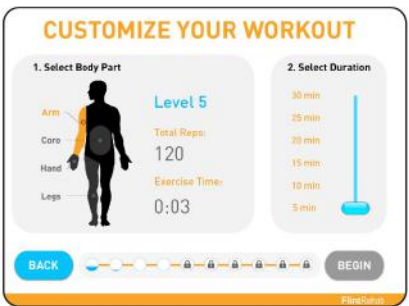 CUSTOMIZE YOUR WORKOUT
1. Select Body Part
Arm
Core
Hand
Legs
Level 5
Total Reps:
120
Exercise Time:
0:03
2. Select Duration
30 min
25 min
20 min
15 min
10 min
5 min
BACK
BEGIN
FlintRehab